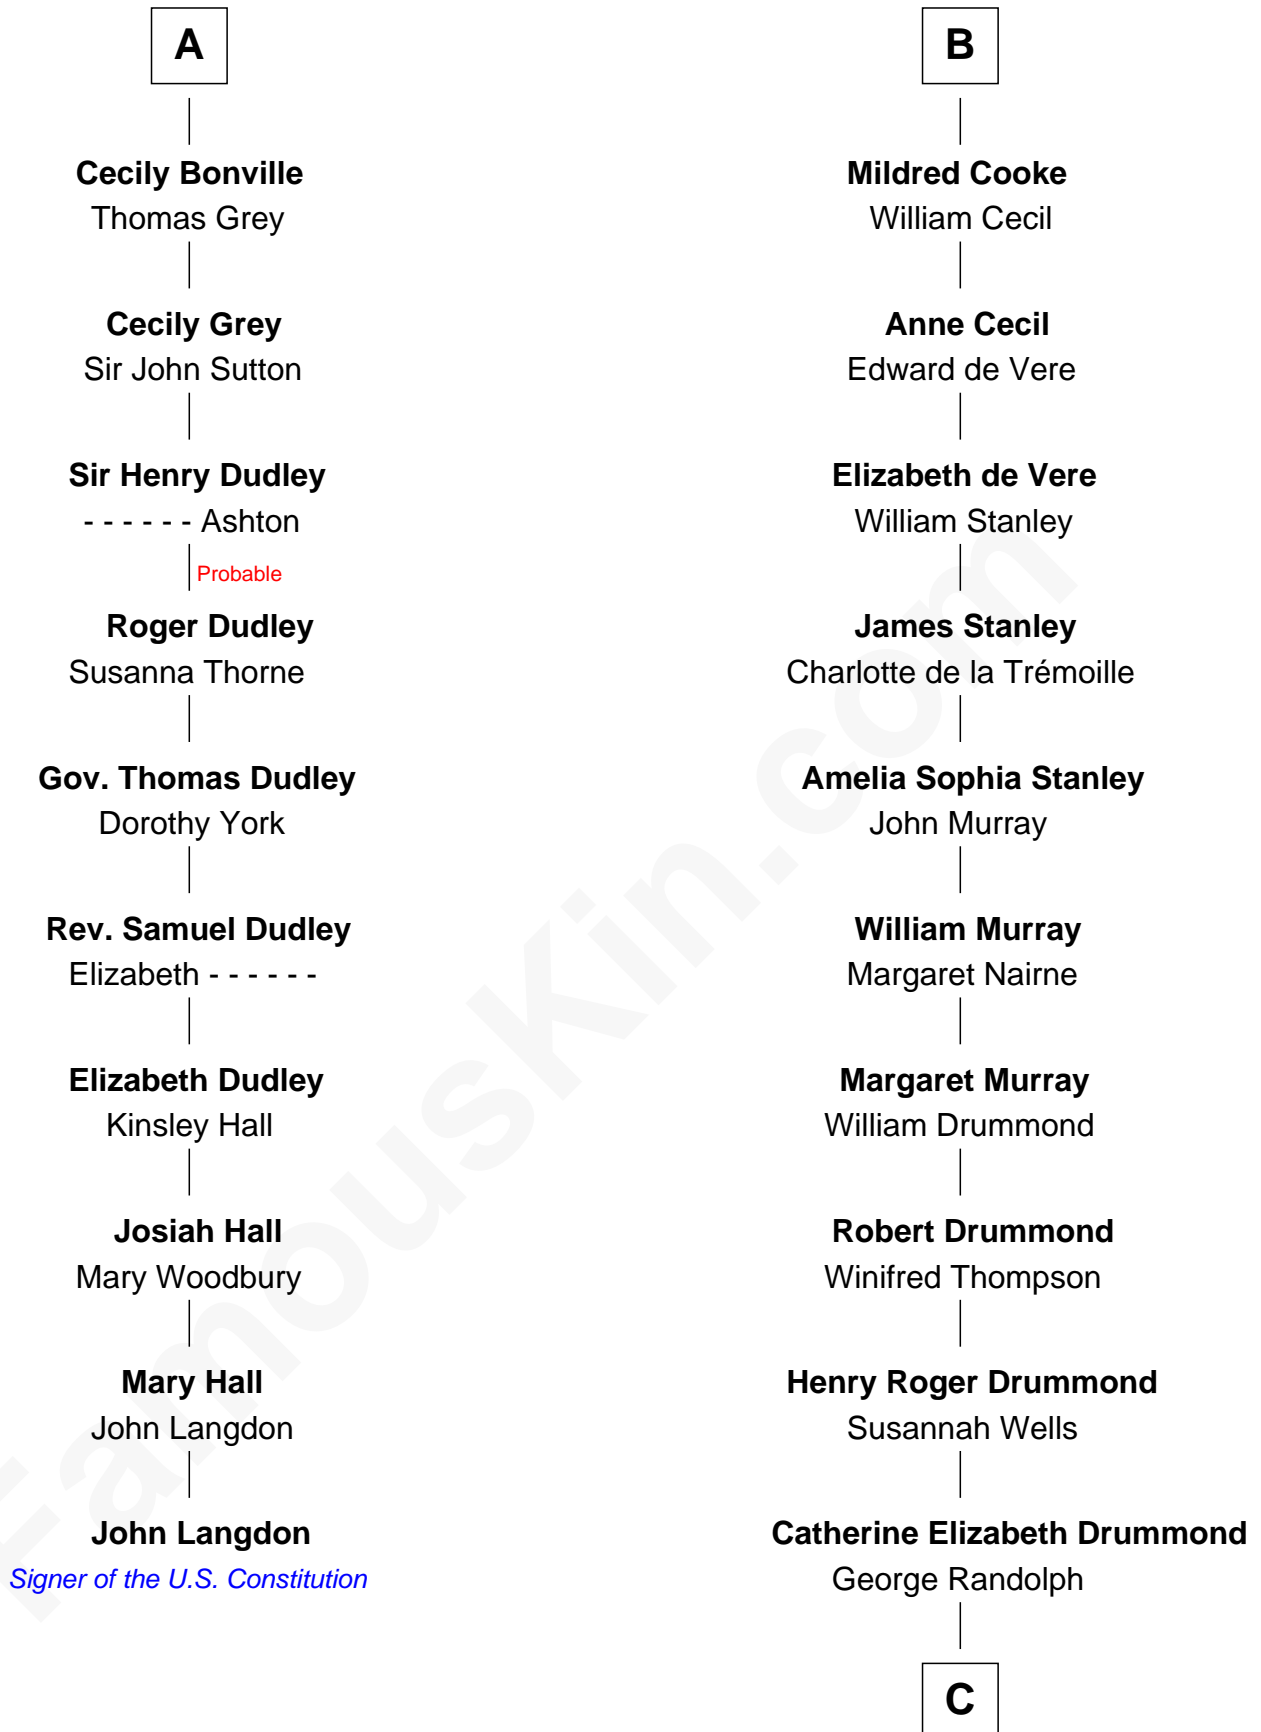 A
Cecily Bonville
Thomas Grey
Cecily Grey
Sir John Sutton
Sir Henry Dudley
- - - - - - Ashton
Probable
Roger Dudley
Susanna Thorne
Gov. Thomas Dudley
Dorothy York
Rev. Samuel Dudley
Elizabeth - - - - - -
Elizabeth Dudley
Kinsley Hall
Josiah Hall
Mary Woodbury
Mary Hall
John Langdon
John Langdon
Signer of the U.S. Constitution
B
Mildred Cooke
William Cecil
Anne Cecil
Edward de Vere
Elizabeth de Vere
William Stanley
James Stanley
Charlotte de la Trémoille
Amelia Sophia Stanley
John Murray
William Murray
Margaret Nairne
Margaret Murray
William Drummond
Robert Drummond
Winifred Thompson
Henry Roger Drummond
Susannah Wells
Catherine Elizabeth Drummond
George Randolph
C
FamousKin.com